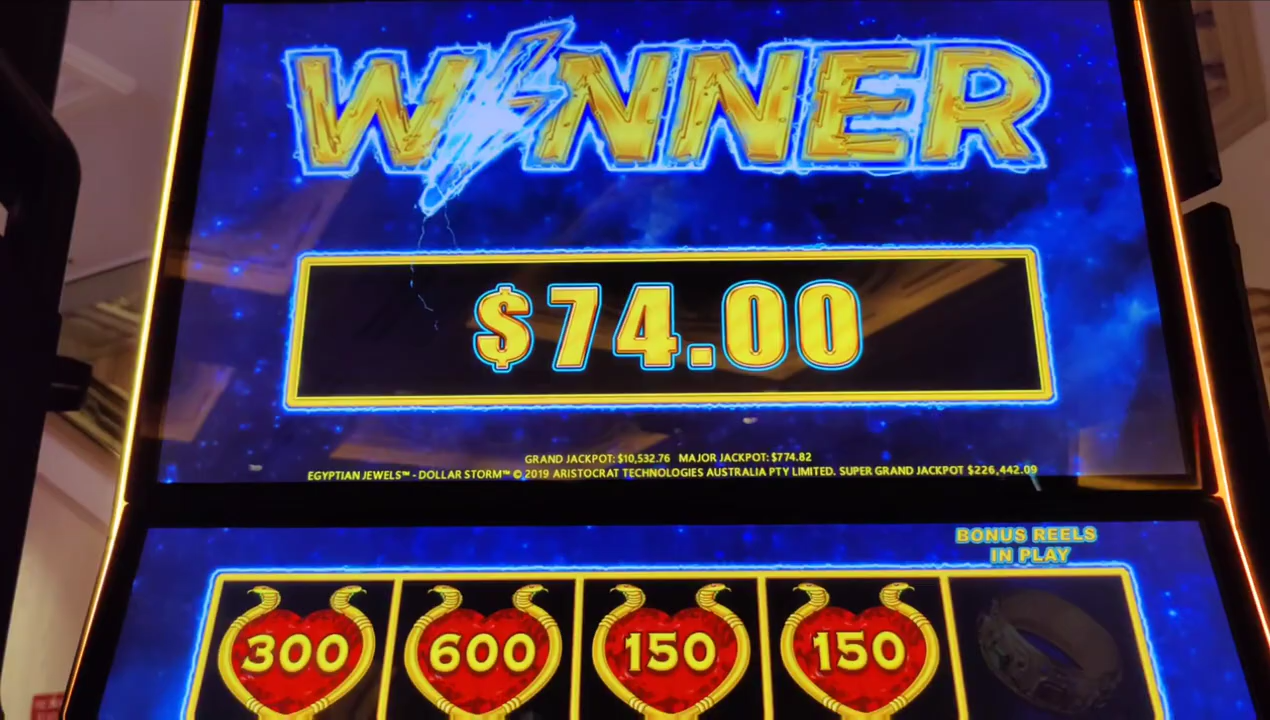 WINNER
$74.00
GRAND JACKPOT: $10,532.76 MAJOR JACKPOT: $774.82
EGYPTIAN JEWELS™ - DOLLAR STORM™ © 2019 ARISTOCRAT TECHNOLOGIES AUSTRALIA PTY LIMITED. SUPER GRAND JACKPOT $226,442.09
BONUS REELS
IN PLAY
300 600 150 150